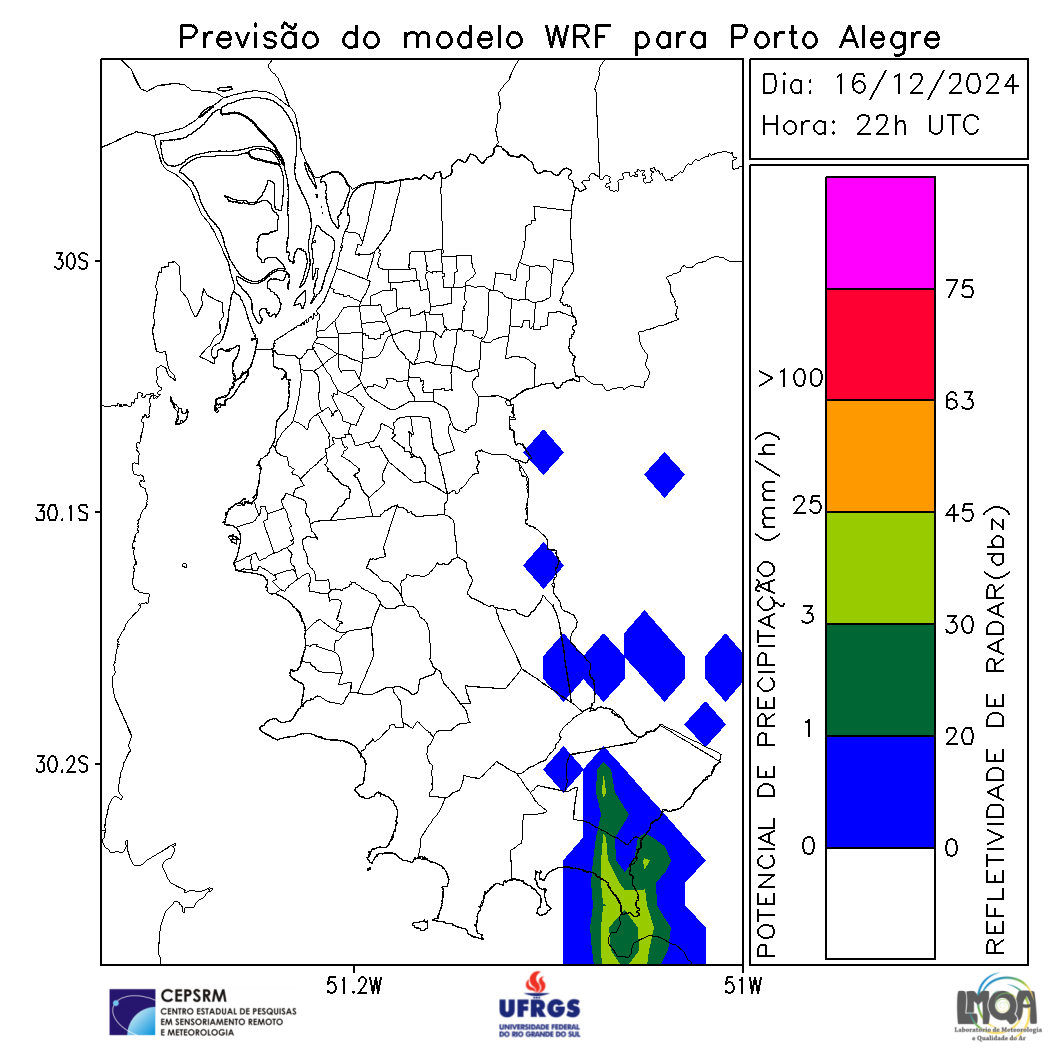 Previsão do modelo WRF para Porto Alegre
Dia: 16/12/2024
Hora: 22h UTC
30S
30.1S
30.2S
51.2W
51W
POTENCIAL DE PRECIPITAÇÃO (mm/h)
>100
25
3
1
0
75
63
45
30
20
0
REFLETIVIDADE DE RADAR(dbz)
CEPSRM
CENTRO ESTADUAL DE PESQUISAS
EM SENSORIAMENTO REMOTO
E METEOROLOGIA
UFRGS
UNIVERSIDADE FEDERAL
DO RIO GRANDE DO SUL
LMQA
Laboratório de Meteorologia
e Qualidade do Ar